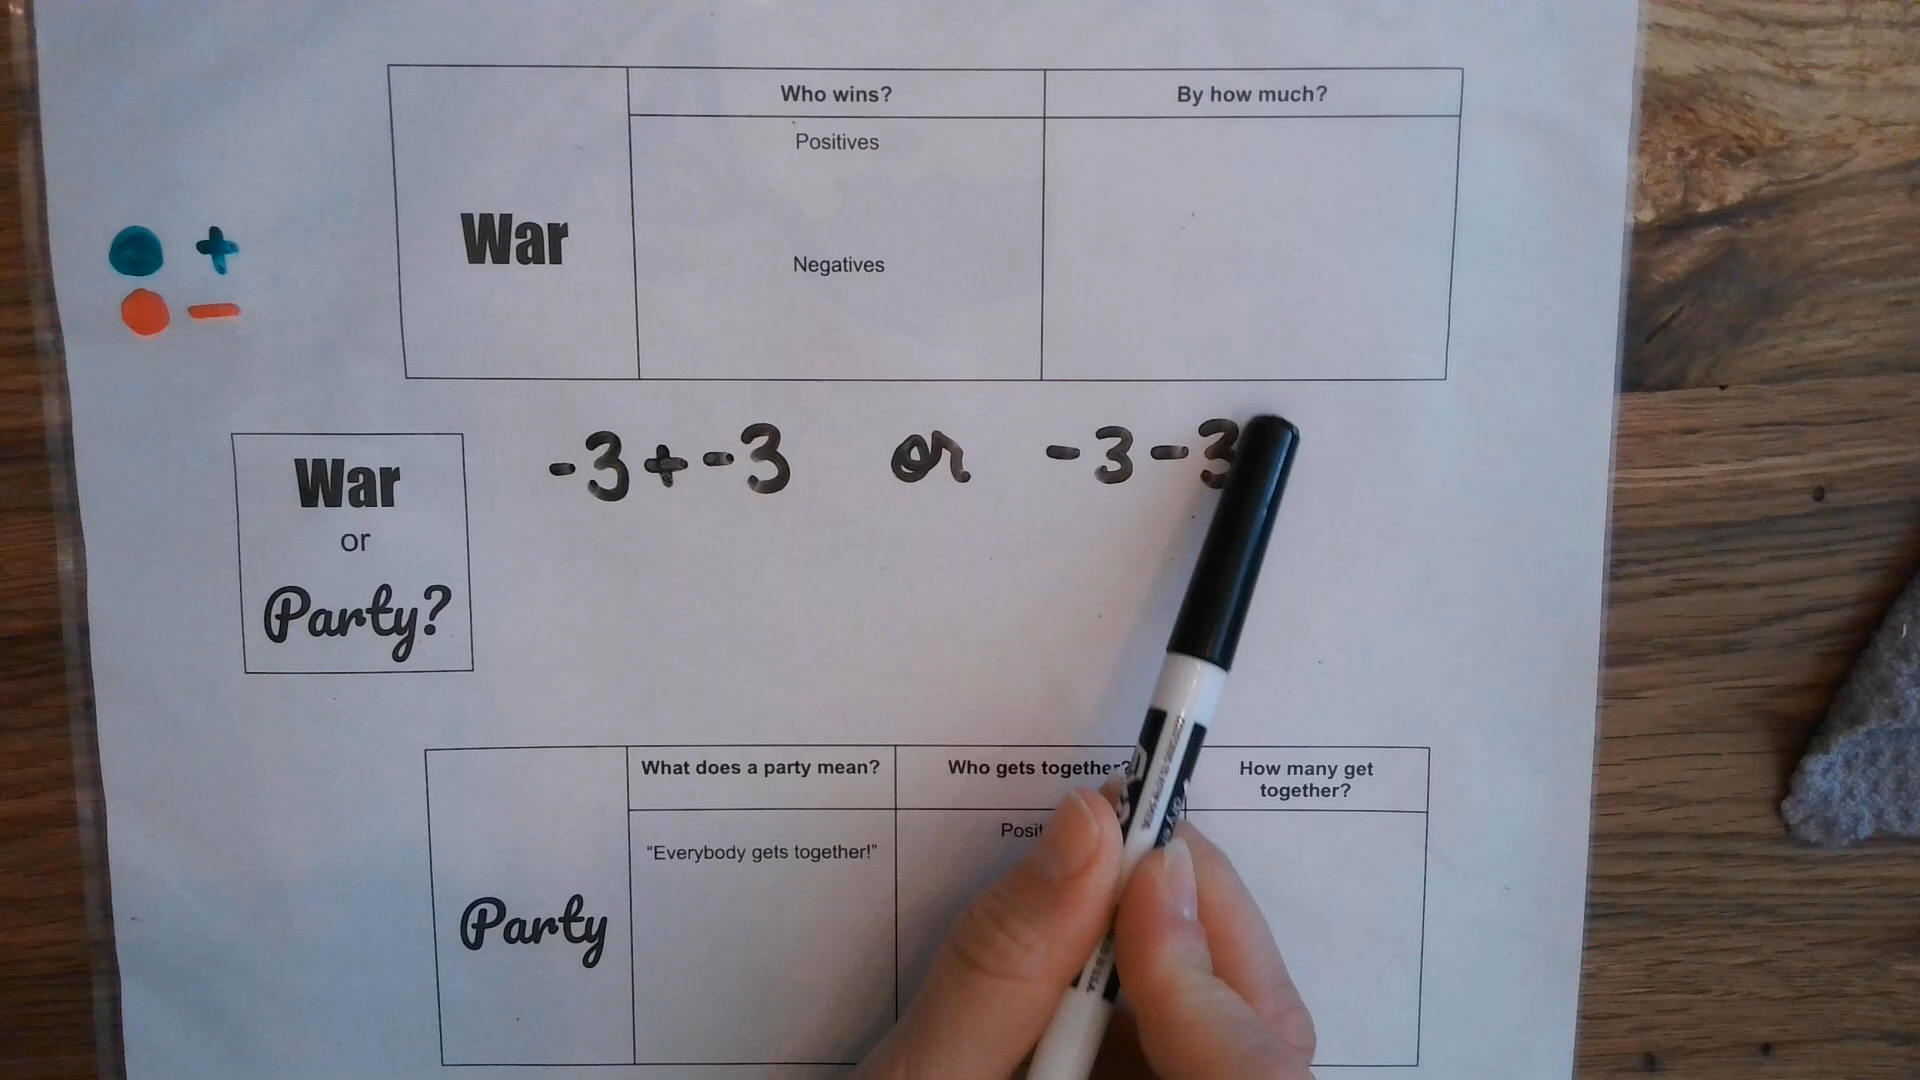 Who wins?
By how much?
Positives
War
Negatives
+
-
-3+-3 or -3-3
War
or
Party?
What does a party mean?
Who gets together?
How many get
together?
"Everybody gets together!"
Party